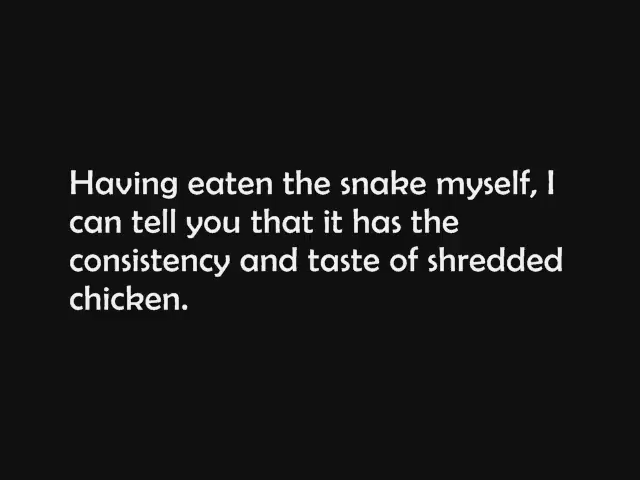 Having eaten the snake myself, I
can tell you that it has the
consistency and taste of shredded
chicken.